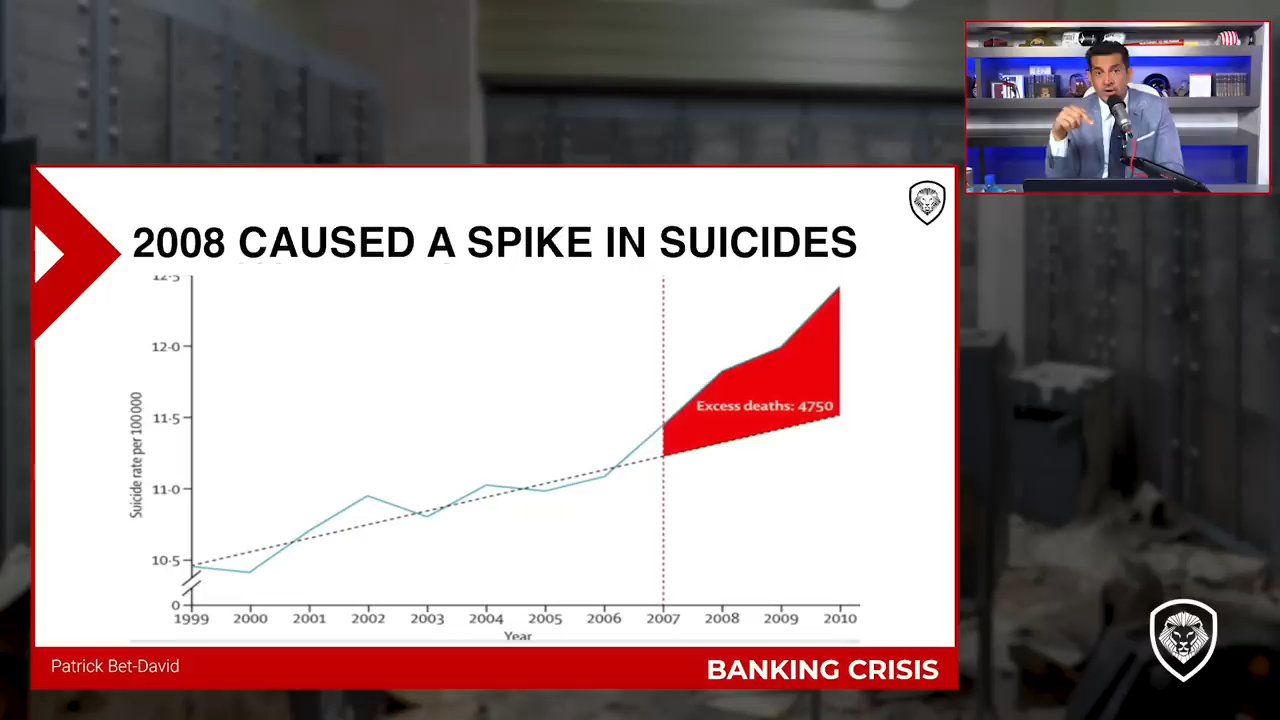 2008 CAUSED A SPIKE IN SUICIDES
12·5
12·0
11·5
11·0
10·5
0
Suicide rate per 100000
Excess deaths: 4750
1999 2000 2001 2002 2003 2004 2005 2006 2007 2008 2009 2010
Year
Patrick Bet-David
BANKING CRISIS